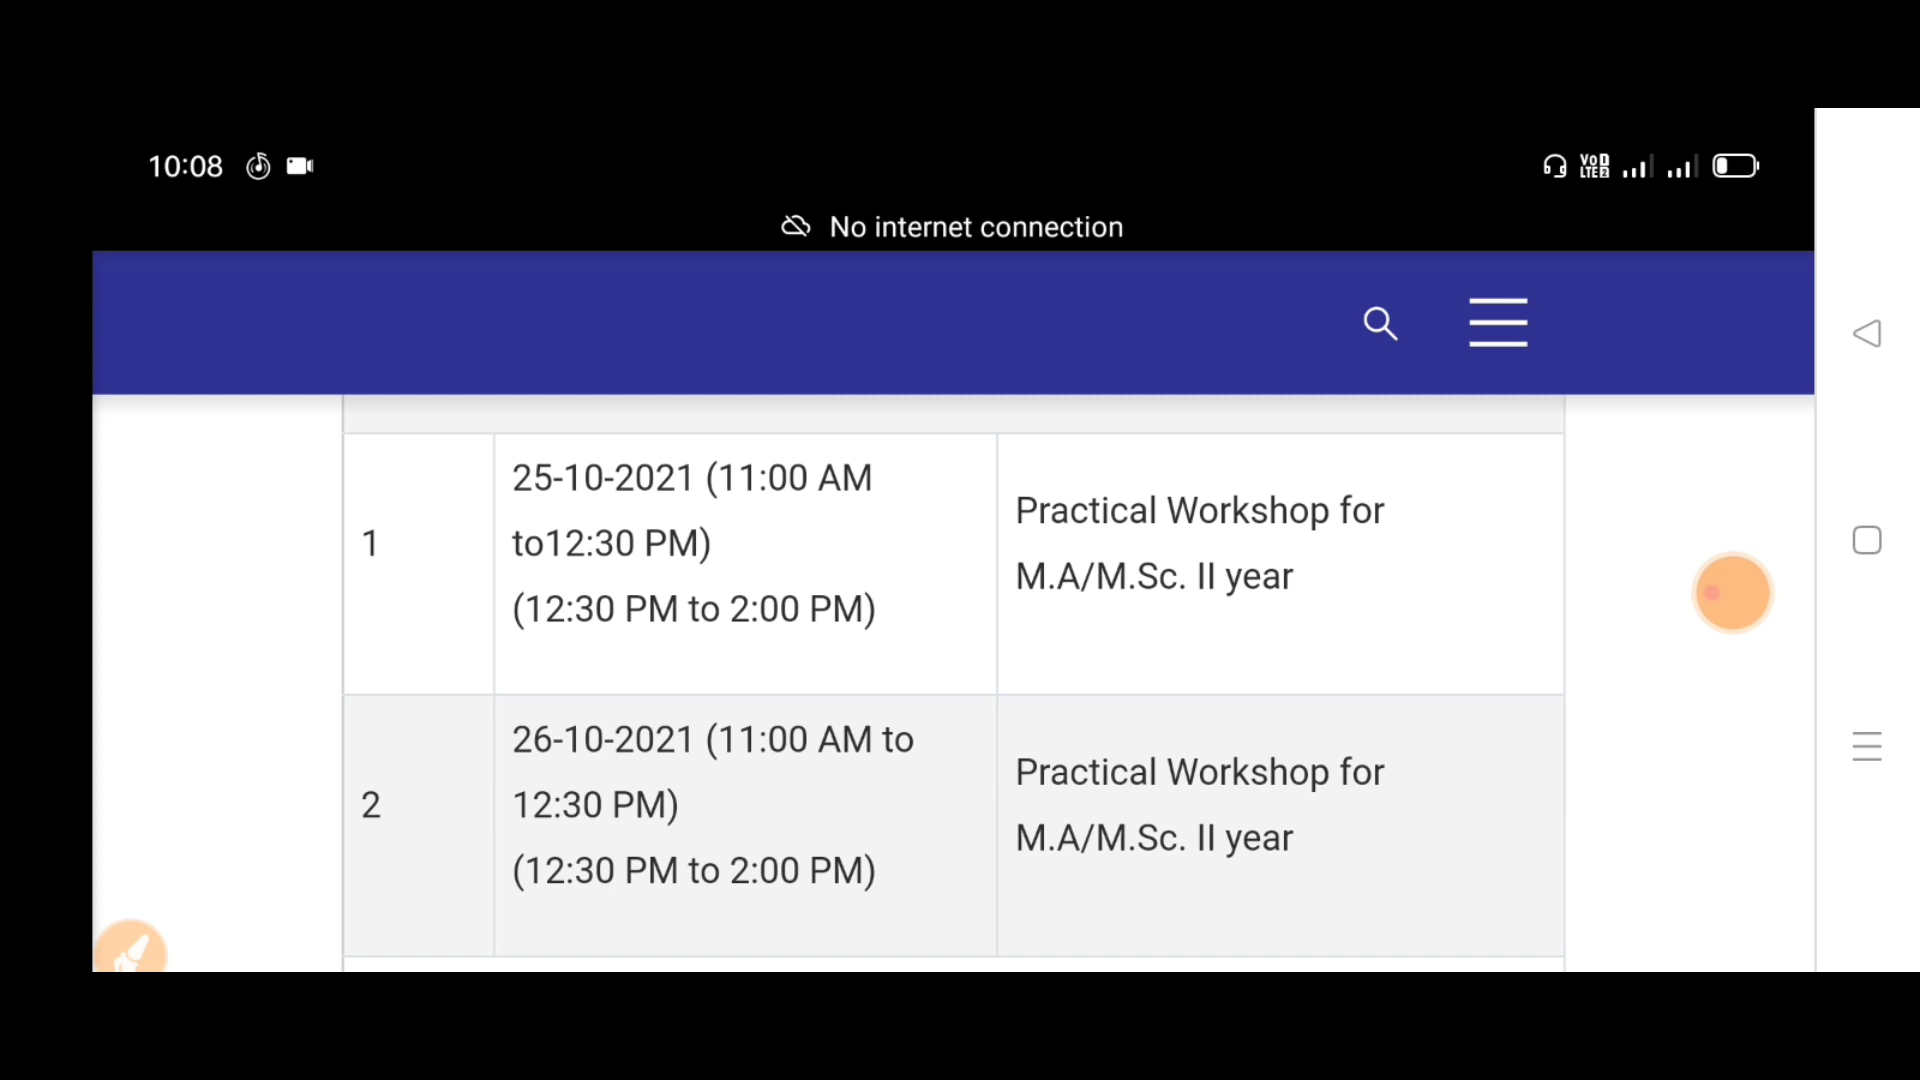 10:08
VoD LTE2
No internet connection
1
25-10-2021 (11:00 AM
to12:30 PM)
(12:30 PM to 2:00 PM)
Practical Workshop for
M.A/M.Sc. II year
2
26-10-2021 (11:00 AM to
12:30 PM)
(12:30 PM to 2:00 PM)
Practical Workshop for
M.A/M.Sc. II year